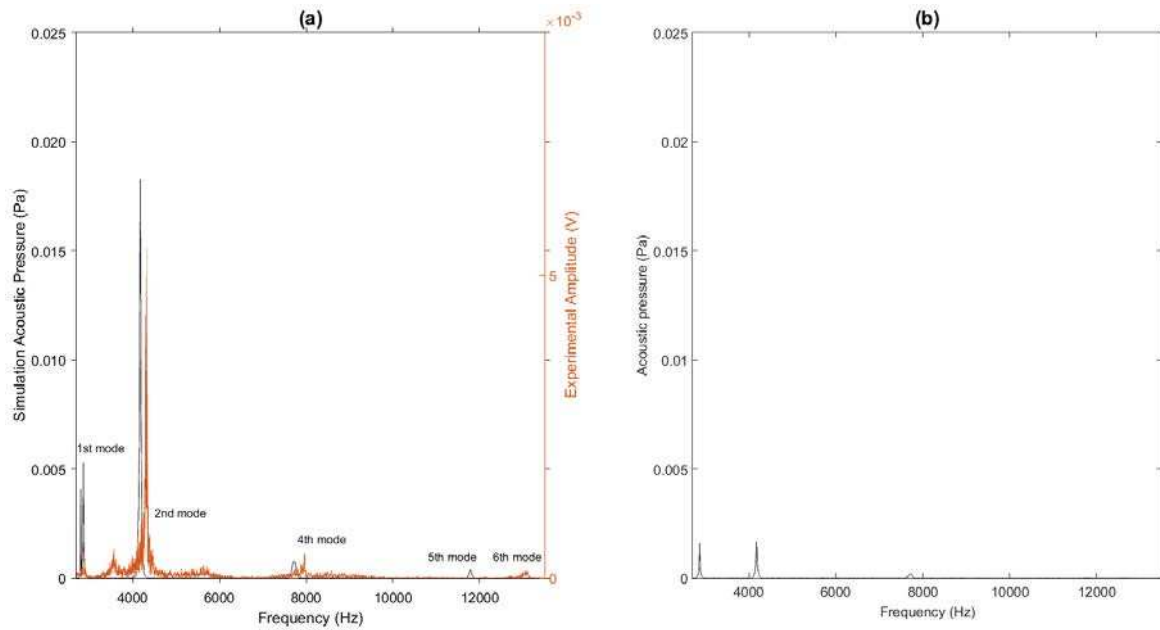 (a)
×10⁻³
0.025
0.020
0.015
0.010
0.005
0
Simulation Acoustic Pressure (Pa)
1st mode
2nd mode
4th mode
5th mode
6th mode
5
0
Experimental Amplitude (V)
4000 6000 8000 10000 12000
Frequency (Hz)
(b)
0.025
0.02
0.015
0.01
0.005
0
Acoustic pressure (Pa)
4000 6000 8000 10000 12000
Frequency (Hz)